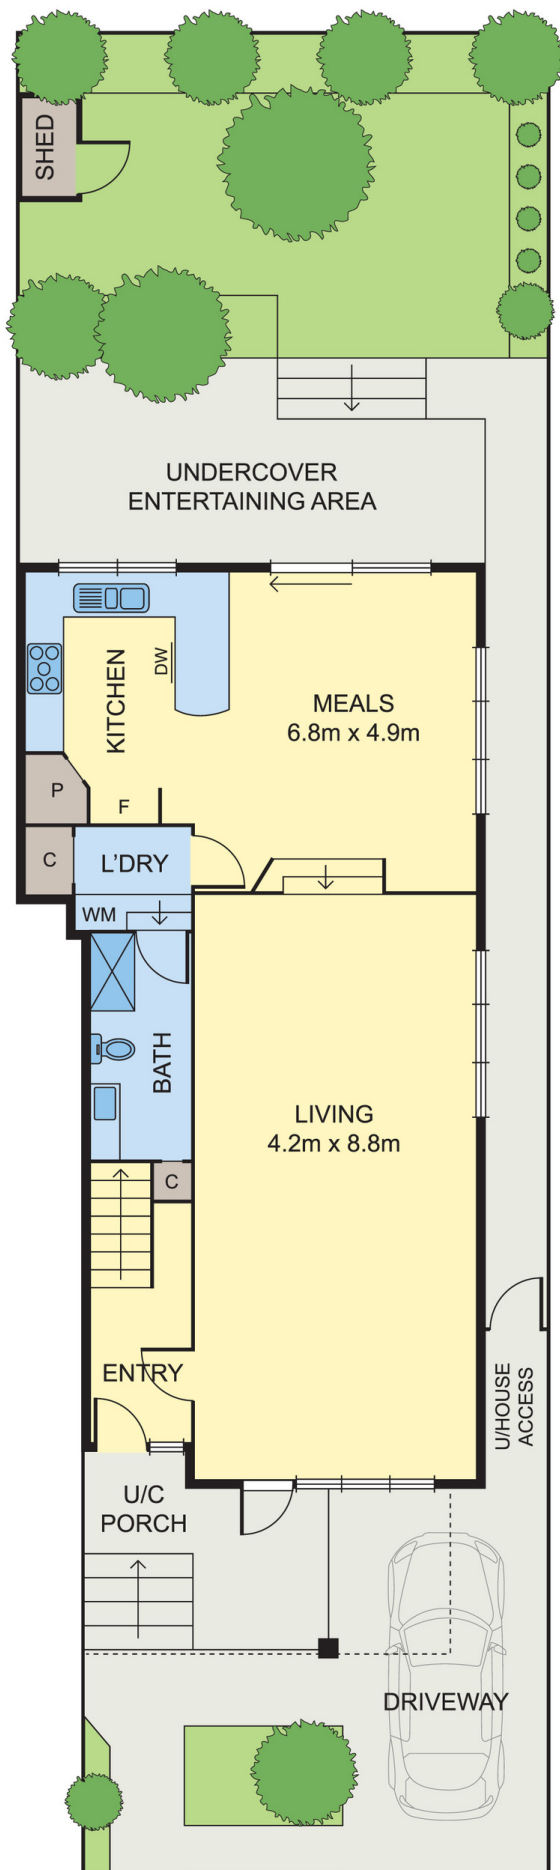 SHED
UNDERCOVER
ENTERTAINING AREA
KITCHEN
DW
MEALS
6.8m x 4.9m
P
F
C
L'DRY
WM
BATH
LIVING
4.2m x 8.8m
C
ENTRY
U/HOUSE
ACCESS
U/C
PORCH
DRIVEWAY